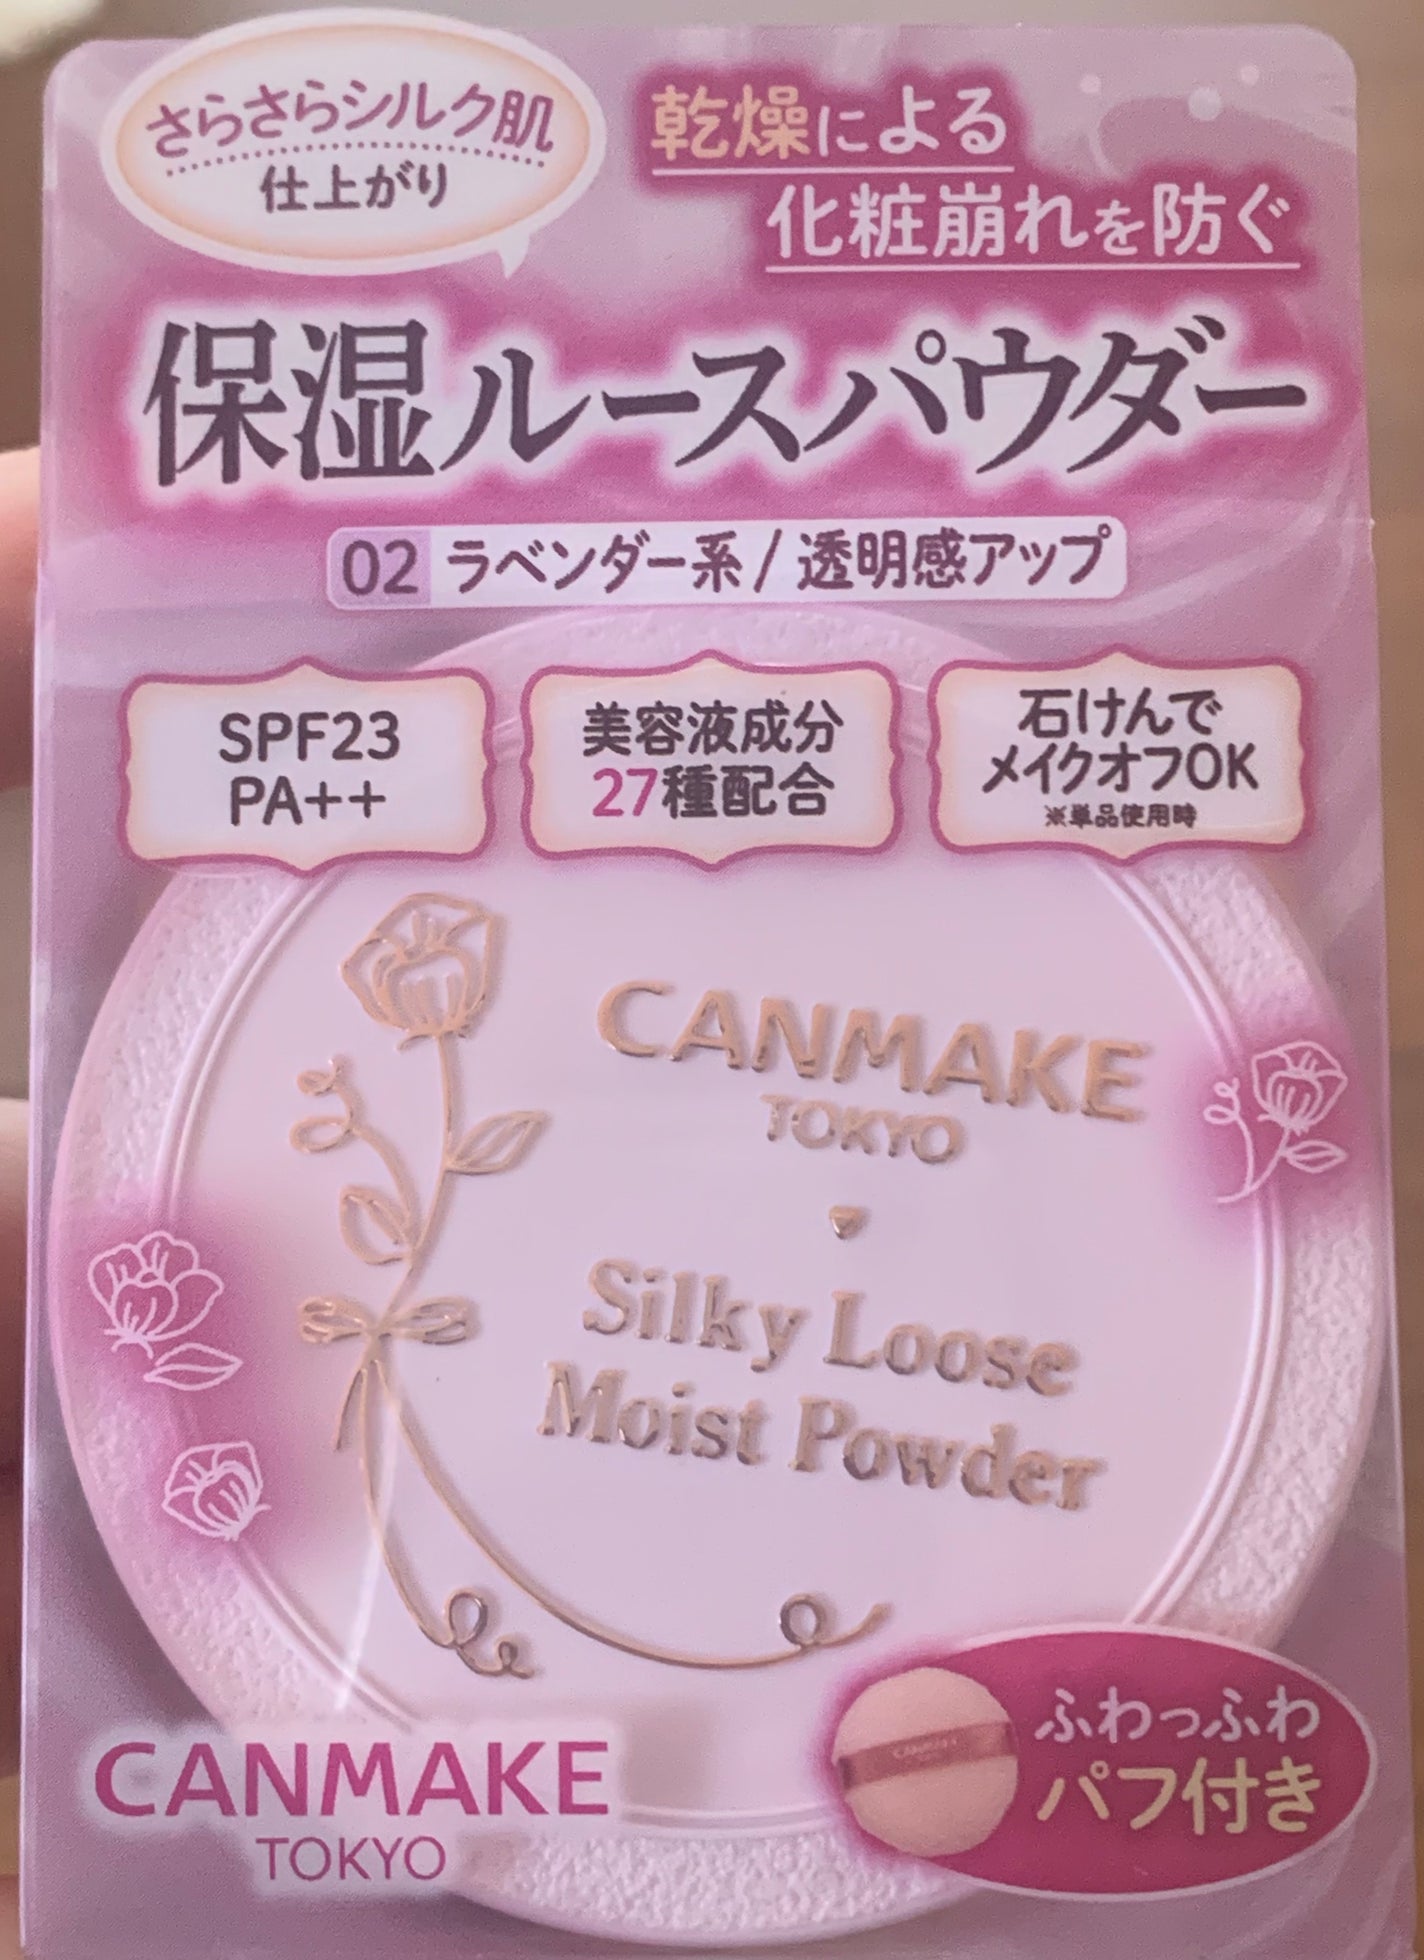 さらさらシルク肌
仕上がり
乾燥による
化粧崩れを防ぐ
保湿ルースパウダー
02 ラベンダー系/透明感アップ
SPF23
PA++
美容液成分
27種配合
石けんで
メイクオフOK
※単品使用時
CANMAKE
TOKYO
Silky Loose
Moist Powder
ふわっふわ
パフ付き
CANMAKE
TOKYO